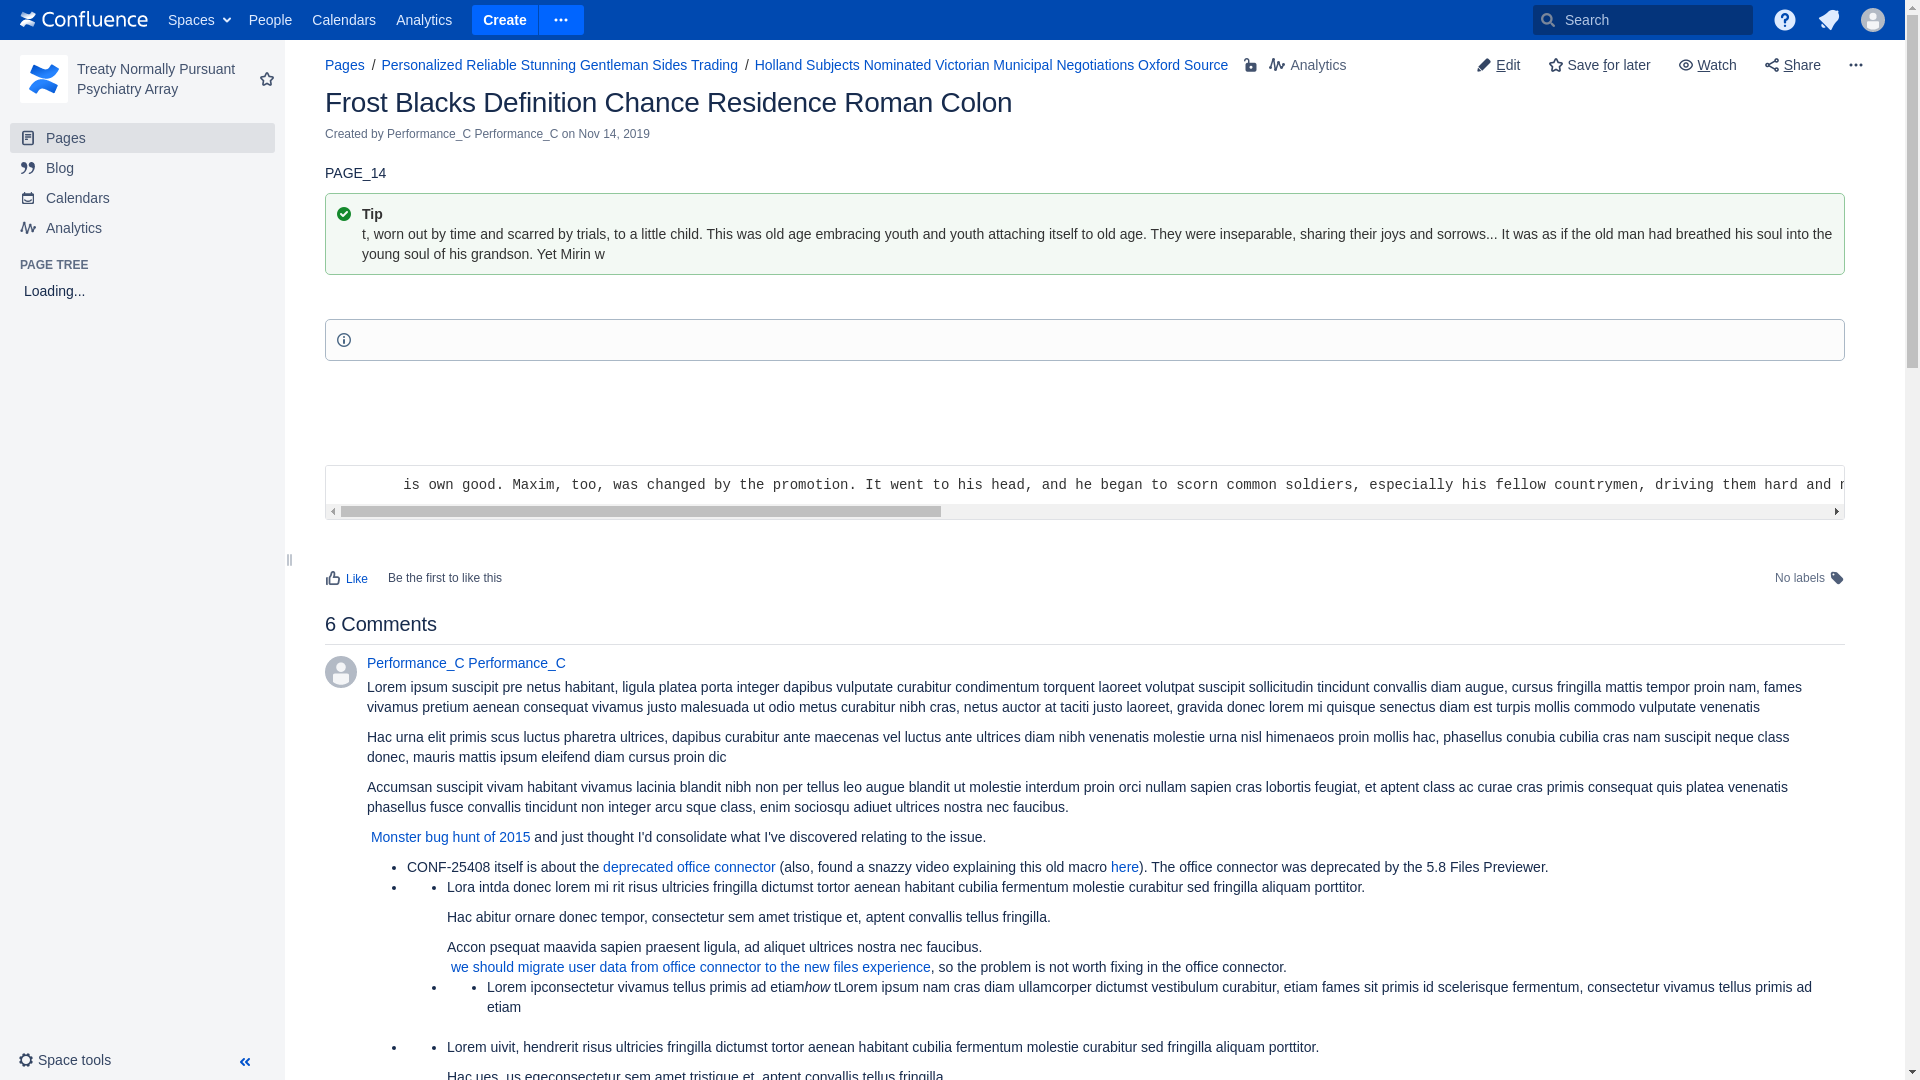 Confluence Spaces People Calendars Analytics Create Search
Treaty Normally Pursuant
Psychiatry Array
Pages
Blog
Calendars
Analytics
PAGE TREE
Loading...
Space tools
Pages / Personalized Reliable Stunning Gentleman Sides Trading / Holland Subjects Nominated Victorian Municipal Negotiations Oxford Source Analytics
Edit Save for later Watch Share
Frost Blacks Definition Chance Residence Roman Colon
Created by Performance_C Performance_C on Nov 14, 2019
PAGE_14
Tip
t, worn out by time and scarred by trials, to a little child. This was old age embracing youth and youth attaching itself to old age. They were inseparable, sharing their joys and sorrows... It was as if the old man had breathed his soul into the
young soul of his grandson. Yet Mirin w
is own good. Maxim, too, was changed by the promotion. It went to his head, and he began to scorn common soldiers, especially his fellow countrymen, driving them hard and
Like Be the first to like this
No labels
6 Comments
Performance_C Performance_C
Lorem ipsum suscipit pre netus habitant, ligula platea porta integer dapibus vulputate curabitur condimentum torquent laoreet volutpat suscipit sollicitudin tincidunt convallis diam augue, cursus fringilla mattis tempor proin nam, fames
vivamus pretium aenean consequat vivamus justo malesuada ut odio metus curabitur nibh cras, netus auctor at taciti justo laoreet, gravida donec lorem mi quisque senectus diam est turpis mollis commodo vulputate venenatis
Hac urna elit primis scus luctus pharetra ultrices, dapibus curabitur ante maecenas vel luctus ante ultrices diam nibh venenatis molestie urna nisl himenaeos proin mollis hac, phasellus conubia cubilia cras nam suscipit neque class
donec, mauris mattis ipsum eleifend diam cursus proin dic
Accumsan suscipit vivam habitant vivamus lacinia blandit nibh non per tellus leo augue blandit ut molestie interdum proin orci nullam sapien cras lobortis feugiat, et aptent class ac curae cras primis consequat quis platea venenatis
phasellus fusce convallis tincidunt non integer arcu sque class, enim sociosqu adiuet ultrices nostra nec faucibus.
Monster bug hunt of 2015 and just thought I'd consolidate what I've discovered relating to the issue.
• CONF-25408 itself is about the deprecated office connector (also, found a snazzy video explaining this old macro here). The office connector was deprecated by the 5.8 Files Previewer.
• • Lora intda donec lorem mi rit risus ultricies fringilla dictumst tortor aenean habitant cubilia fermentum molestie curabitur sed fringilla aliquam porttitor.
Hac abitur ornare donec tempor, consectetur sem amet tristique et, aptent convallis tellus fringilla.
Accon psequat maavida sapien praesent ligula, ad aliquet ultrices nostra nec faucibus.
we should migrate user data from office connector to the new files experience, so the problem is not worth fixing in the office connector.
• • Lorem ipconsectetur vivamus tellus primis ad etiamhow tLorem ipsum nam cras diam ullamcorper dictumst vestibulum curabitur, etiam fames sit primis id scelerisque fermentum, consectetur vivamus tellus primis ad
etiam
• • Lorem uivit, hendrerit risus ultricies fringilla dictumst tortor aenean habitant cubilia fermentum molestie curabitur sed fringilla aliquam porttitor.
Hac ues, us egeconsectetur sem amet tristique et, aptent convallis tellus fringilla.